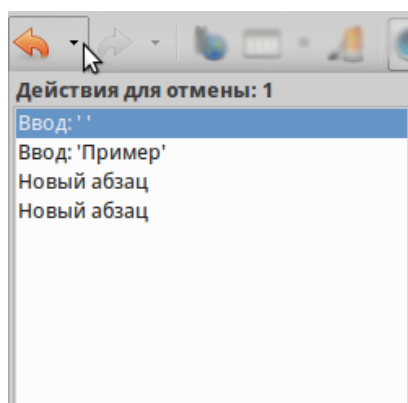 Действия для отмены: 1
Ввод: ' '
Ввод: 'Пример'
Новый абзац
Новый абзац